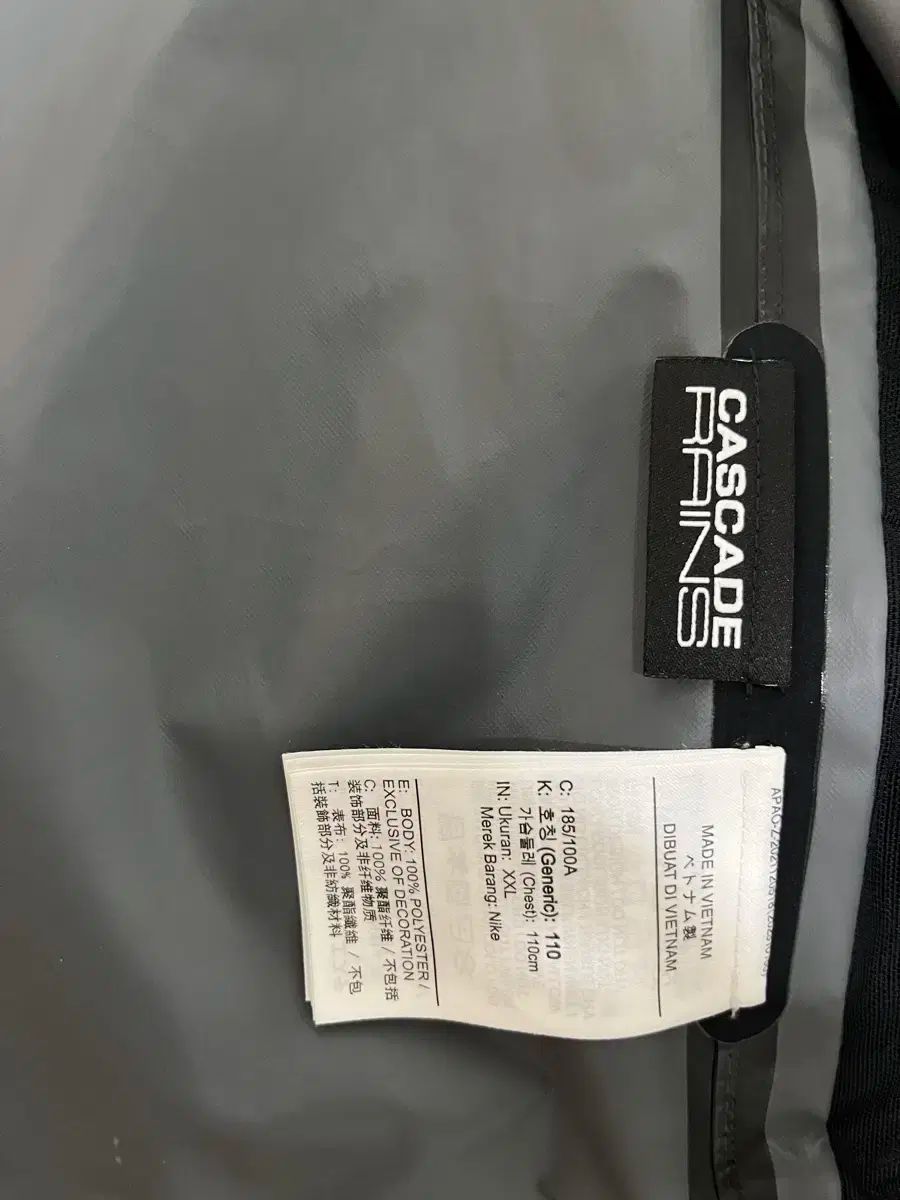 CASCADE
RAINS
MADE IN VIETNAM
ベトナム製
DIBUAT DI VIETNAM
C: 185/100A
K: 호칭 (Generic): 110
가슴둘레 (Chest): 110cm
IN: Ukuran: XXL
Merek Barang: Nike
E: BODY: 100% POLYESTER /
EXCLUSIVE OF DECORATION
C: 面料: 100% 聚酯纤维 / 不包括
装饰部分及非纤维物质
T: 表布: 100% 聚酯纖維 / 不包
括裝飾部分及非紡織材料